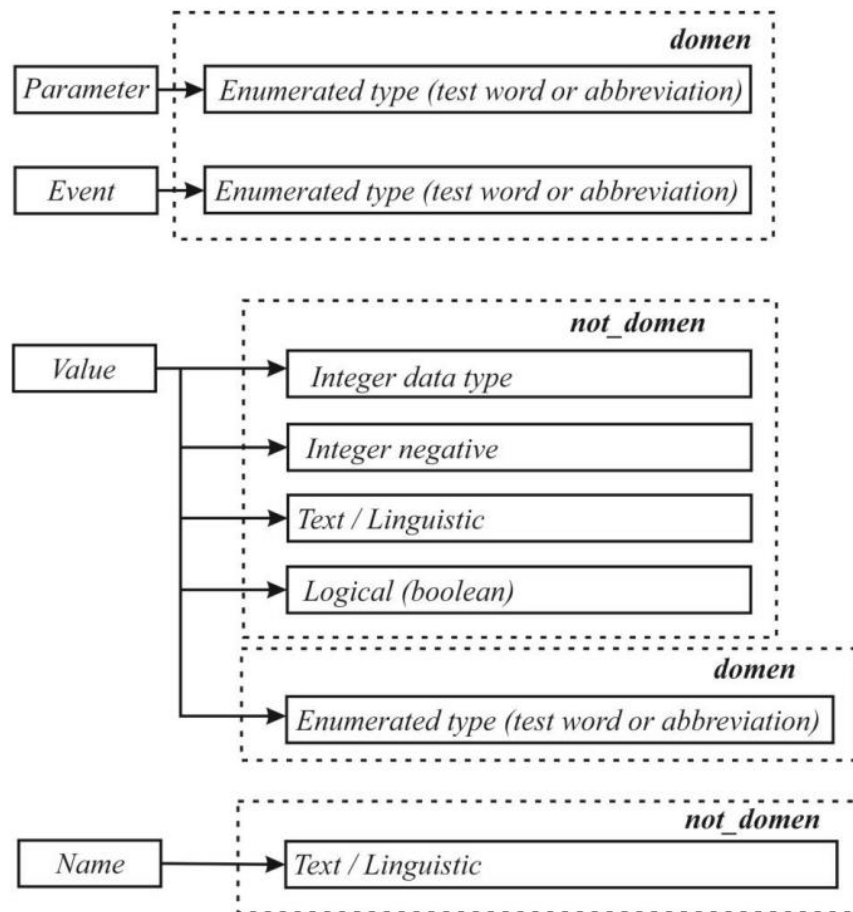 domen
Parameter
Enumerated type (test word or abbreviation)
Event
Enumerated type (test word or abbreviation)
not_domen
Value
Integer data type
Integer negative
Text / Linguistic
Logical (boolean)
domen
Enumerated type (test word or abbreviation)
not_domen
Name
Text / Linguistic